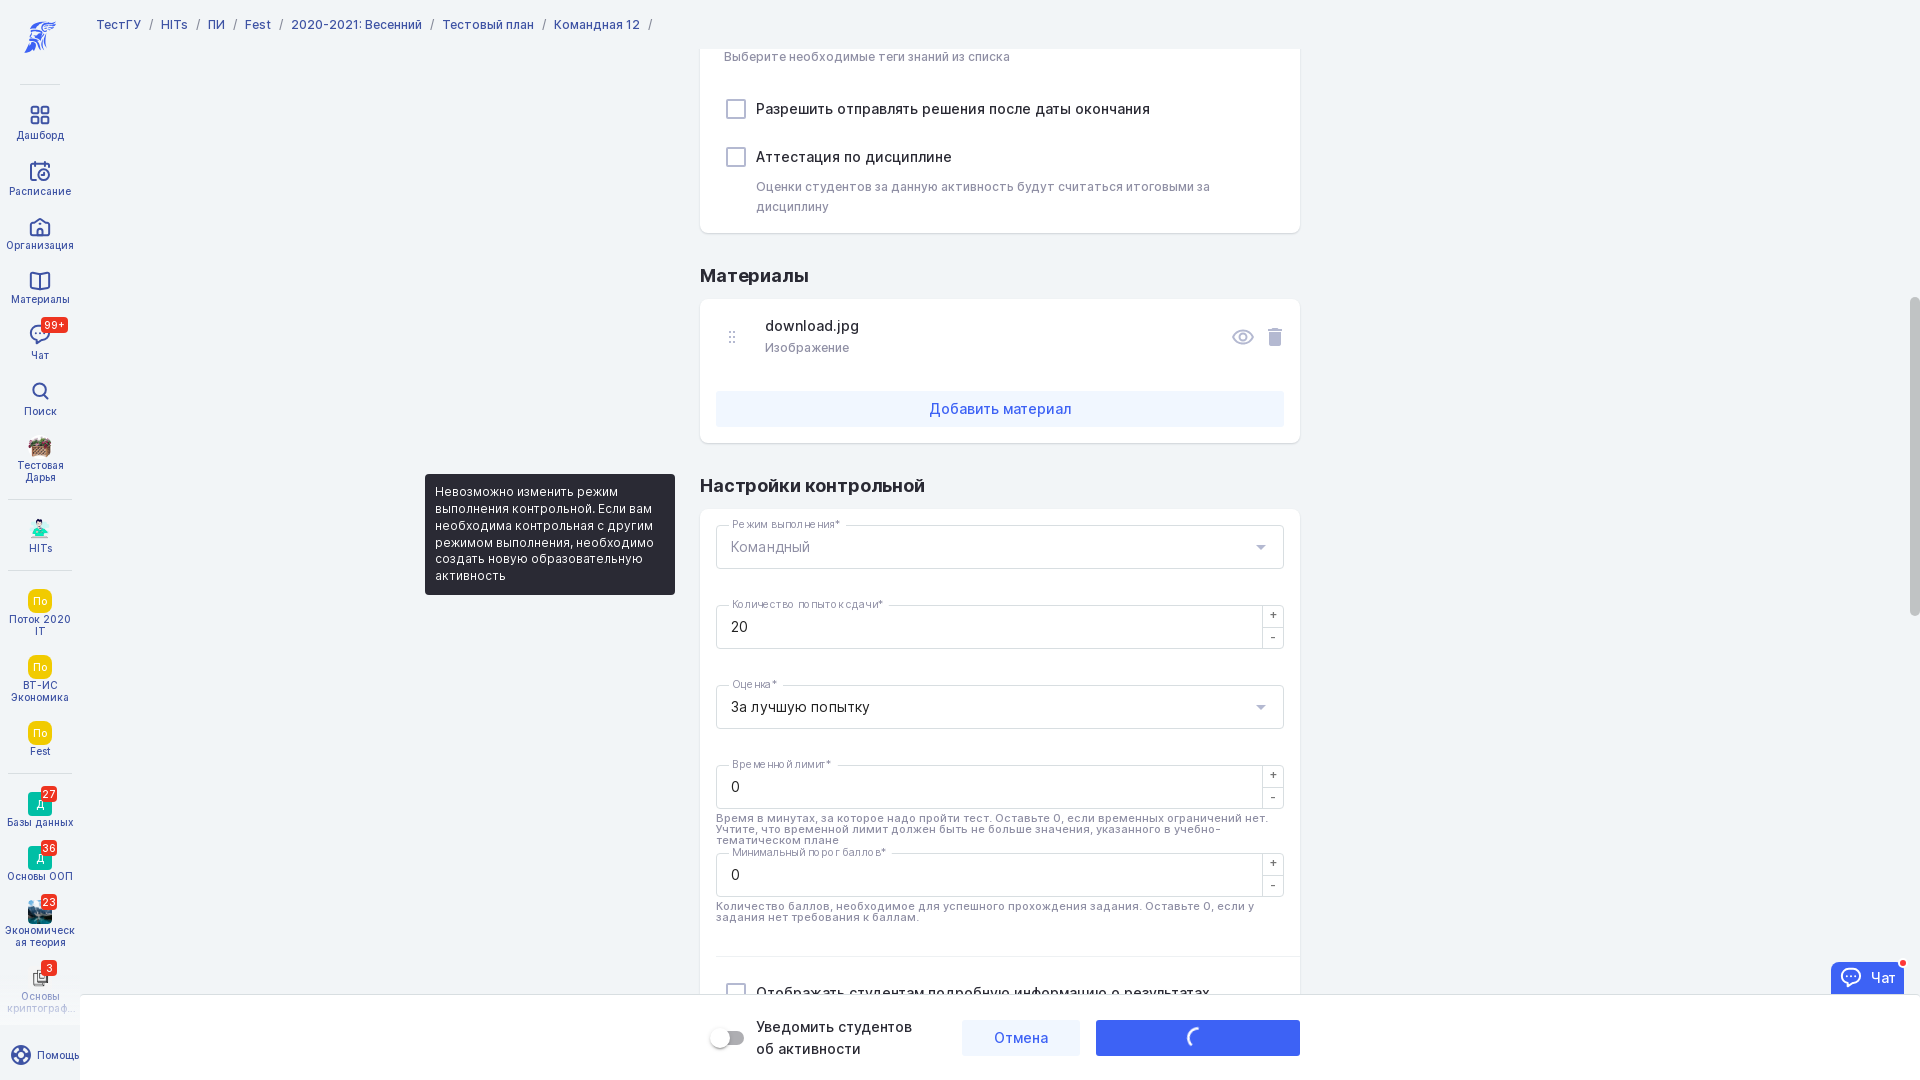 ТестГУ / HITs / ПИ / Fest / 2020-2021: Весенний / Тестовый план / Командная 12 /
Дашборд
Расписание
Организация
Материалы
99+
Чат
Поиск
Тестовая
Дарья
HITs
По
Поток 2020
IT
По
ВТ-ИС
Экономика
По
Fest
27
Д
Базы данных
36
Д
Основы ООП
23
Экономическ
ая теория
3
Основы
криптограф...
Помощь
Выберите необходимые теги знаний из списка
Разрешить отправлять решения после даты окончания
Аттестация по дисциплине
Оценки студентов за данную активность будут считаться итоговыми за
дисциплину
Материалы
download.jpg
Изображение
Добавить материал
Невозможно изменить режим
выполнения контрольной. Если вам
необходима контрольная с другим
режимом выполнения, необходимо
создать новую образовательную
активность
Настройки контрольной
Режим выполнения*
Командный
Количество попыток сдачи*
20
+
-
Оценка*
За лучшую попытку
Временной лимит*
0
+
-
Время в минутах, за которое надо пройти тест. Оставьте 0, если временных ограничений нет.
Учтите, что временной лимит должен быть не больше значения, указанного в учебно-
тематическом плане
Минимальный порог баллов*
0
+
-
Количество баллов, необходимое для успешного прохождения задания. Оставьте 0, если у
задания нет требования к баллам.
Отображать студентам подробную информацию о результатах
Чат
Уведомить студентов
об активности
Отмена